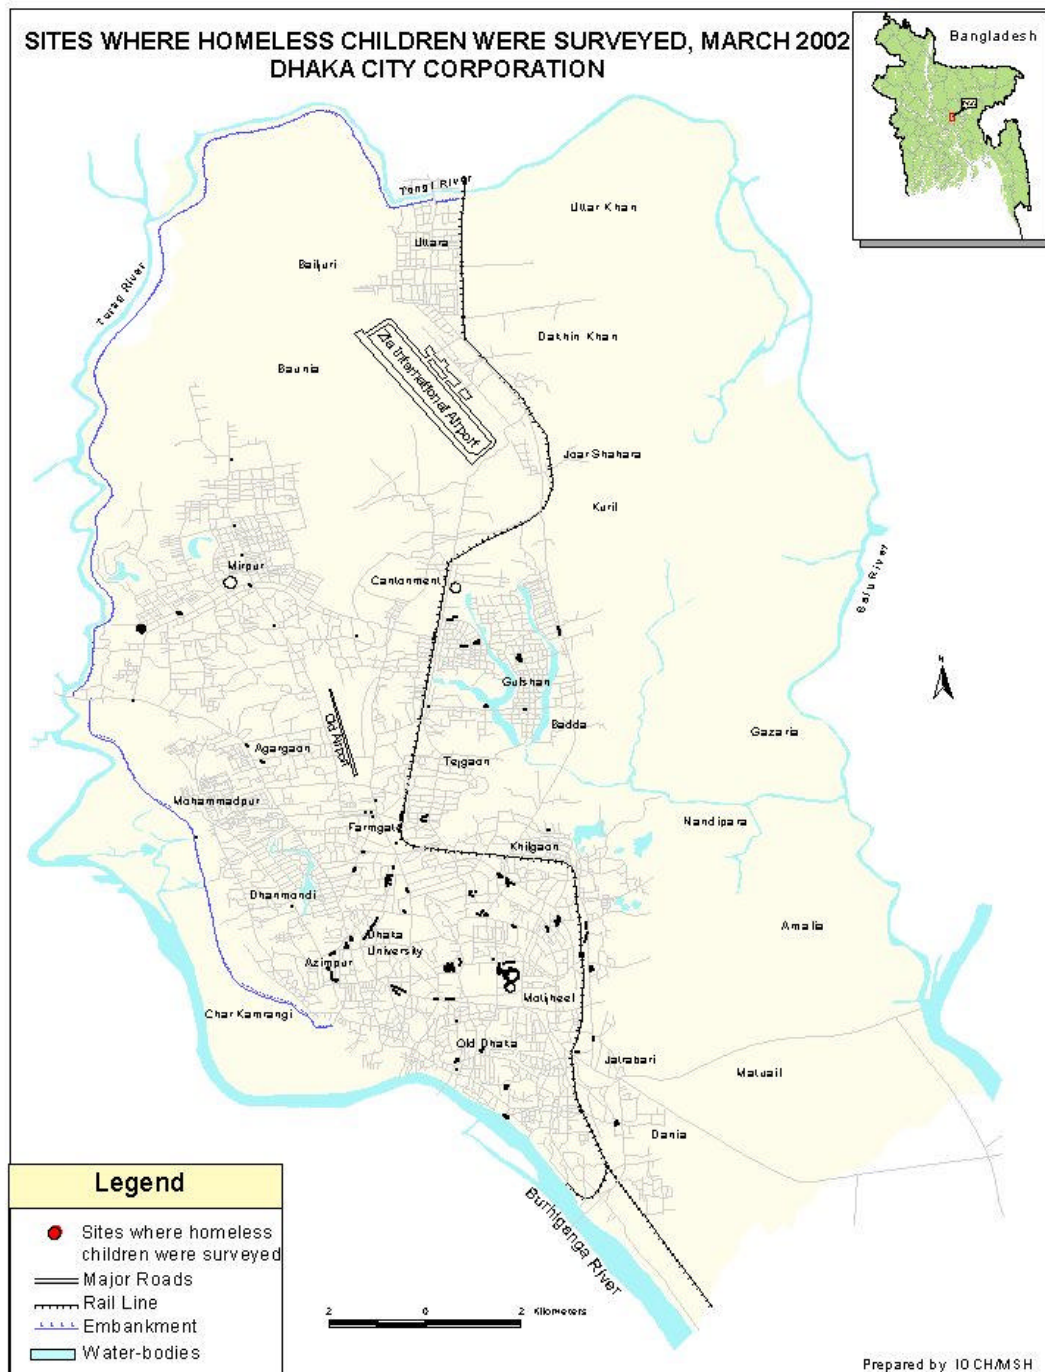 SITES WHERE HOMELESS CHILDREN WERE SURVEYED, MARCH 2002
DHAKA CITY CORPORATION
Bangladesh
Tongi River
Uttar Khan
Uttara
Bailjuri
Turag River
Dakhin Khan
Zia International Airport
Baunia
Joar Shahara
Kuril
Mirpur
Cantonment
Balu River
N
Gulshan
Old Airport
Badda
Gazaria
Agargaon
Tejgaon
Mohammadpur
Nandipara
Farmgate
Khilgaon
Dhanmondi
Amalia
Dhaka
University
Azimpur
Motijheel
Char Kamrangi
Old Dhaka
Jatrabari
Matuail
Dania
Burhiganga River
Legend
Sites where homeless
children were surveyed
Major Roads
Rail Line
Embankment
Water-bodies
2 0 2 Kilometers
Prepared by IOCH/MSH